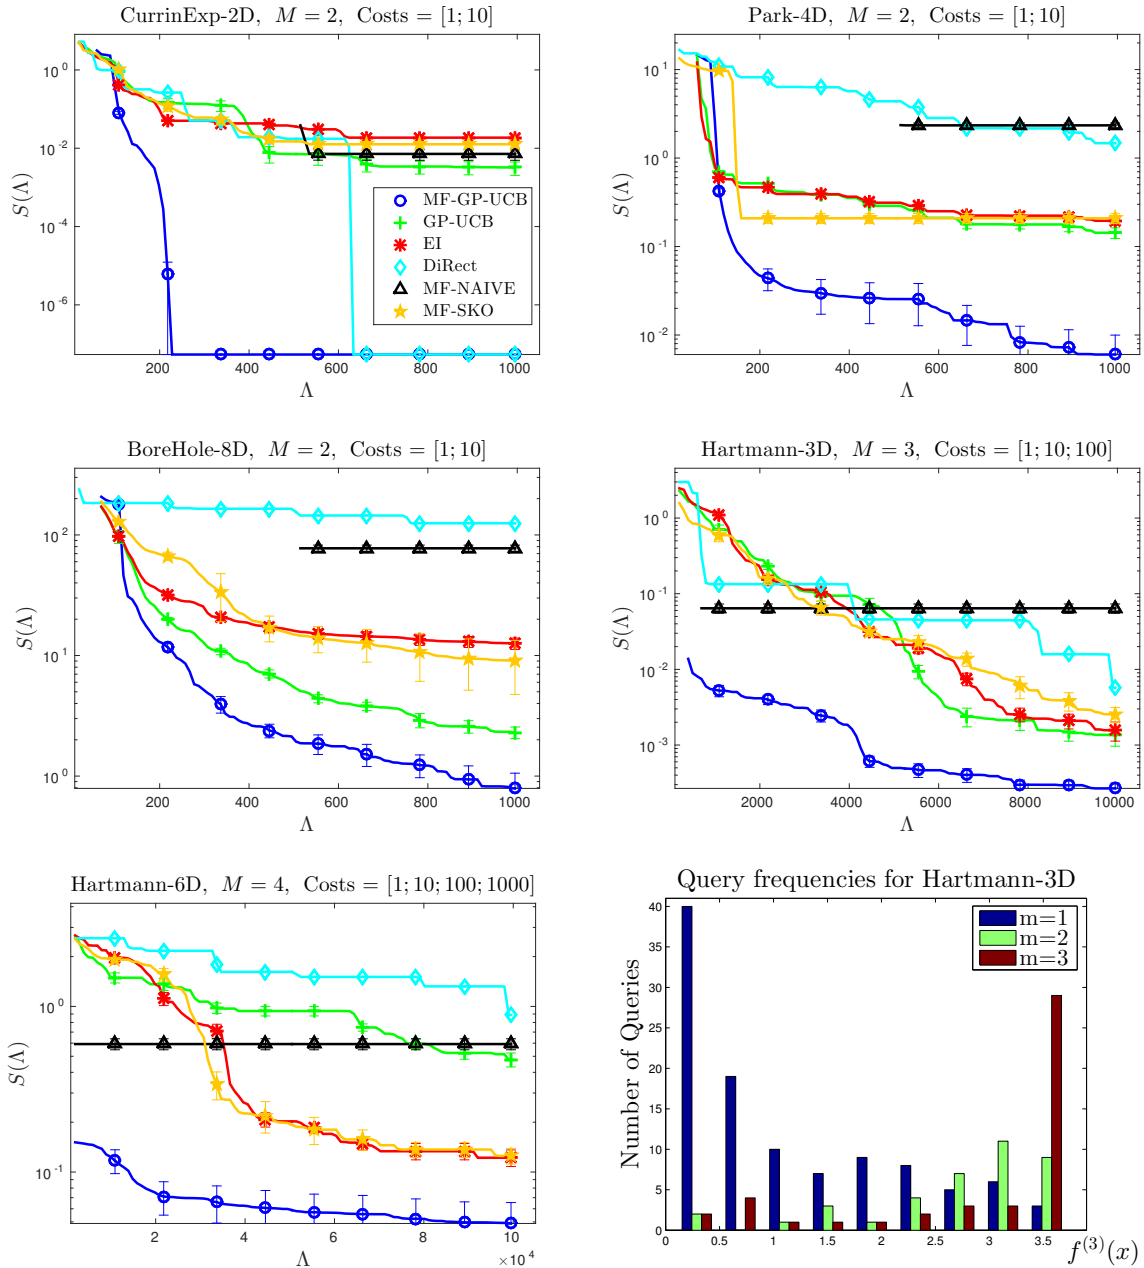 CurrinExp-2D, M = 2, Costs = [1; 10]
10^0
10^-2
10^-4
10^-6
S(Λ)
200 400 600 800 1000
Λ
MF-GP-UCB
GP-UCB
EI
DiRect
MF-NAIVE
MF-SKO
Park-4D, M = 2, Costs = [1; 10]
10^1
10^0
10^-1
10^-2
S(Λ)
200 400 600 800 1000
Λ
BoreHole-8D, M = 2, Costs = [1; 10]
10^2
10^1
10^0
S(Λ)
200 400 600 800 1000
Λ
Hartmann-3D, M = 3, Costs = [1; 10; 100]
10^0
10^-1
10^-2
10^-3
S(Λ)
2000 4000 6000 8000 10000
Λ
Hartmann-6D, M = 4, Costs = [1; 10; 100; 1000]
10^0
10^-1
S(Λ)
2 4 6 8 10
× 10^4
Λ
Query frequencies for Hartmann-3D
m=1
m=2
m=3
40
35
30
25
20
15
10
5
0
Number of Queries
0 0.5 1 1.5 2 2.5 3 3.5
f^(3)(x)